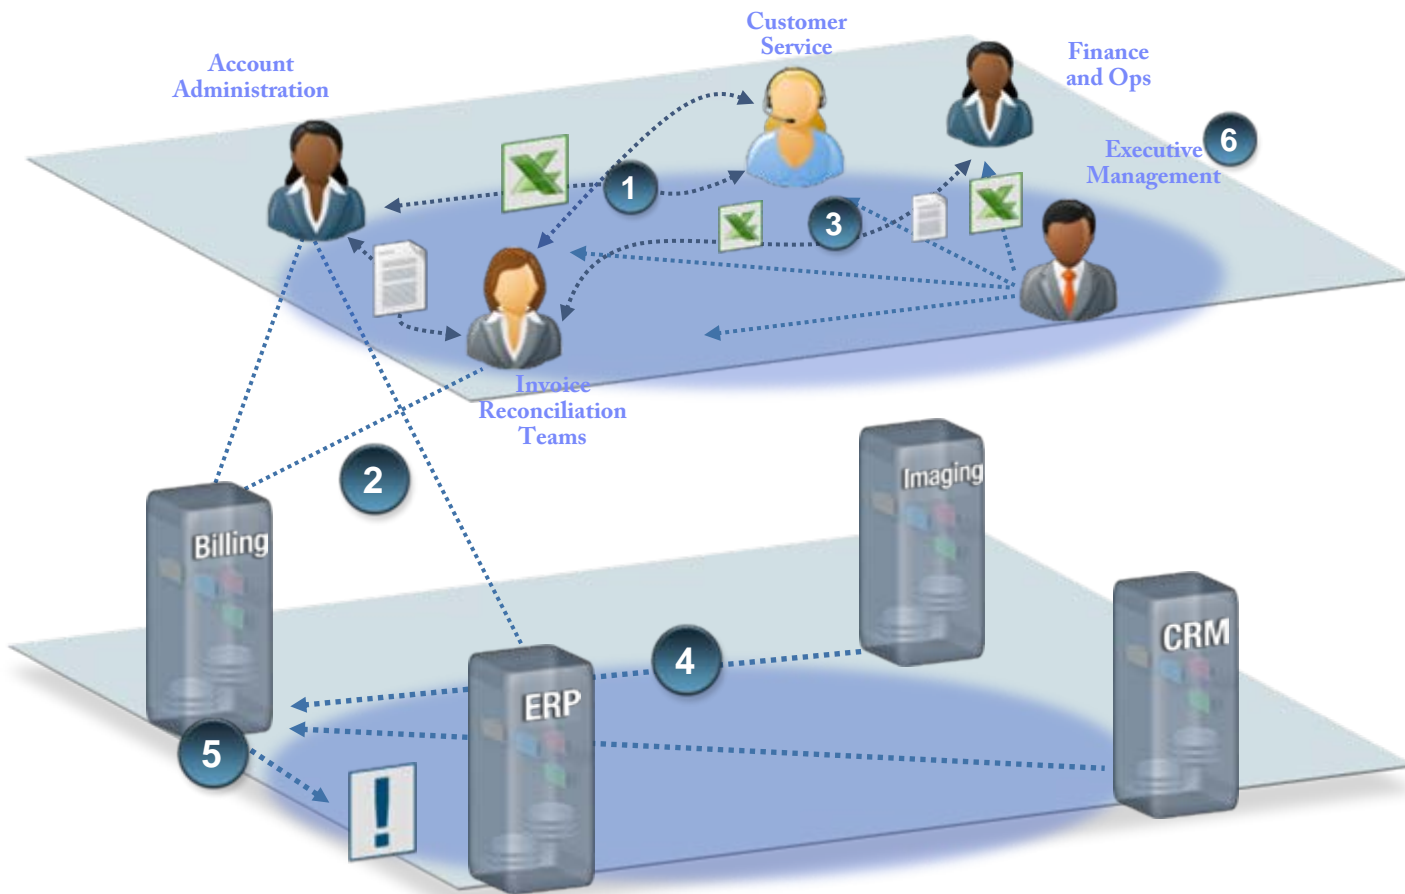 Customer
Service
Account
Administration
Finance
and Ops
6
Executive
Management
1
3
Invoice
Reconciliation
Teams
2
Imaging
Billing
CRM
4
ERP
5
!